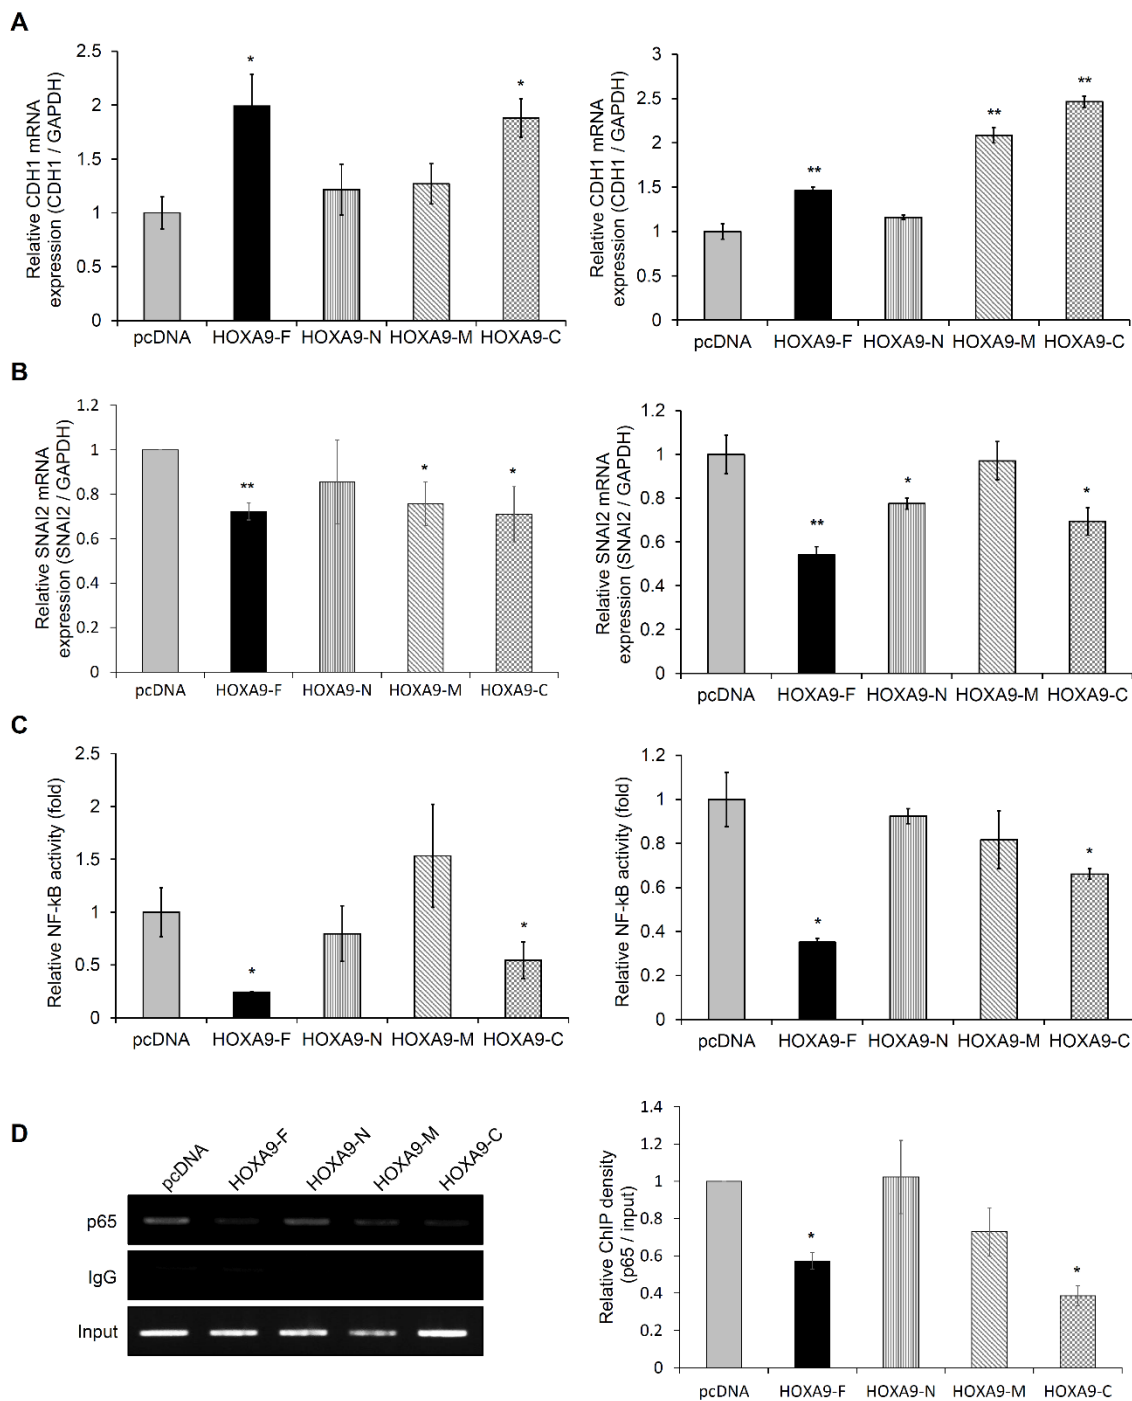 A
Relative CDH1 mRNA
expression (CDH1 / GAPDH)
2.5
2
1.5
1
0.5
0
*
*
pcDNA HOXA9-F HOXA9-N HOXA9-M HOXA9-C
Relative CDH1 mRNA
expression (CDH1 / GAPDH)
3
2.5
2
1.5
1
0.5
0
**
**
**
pcDNA HOXA9-F HOXA9-N HOXA9-M HOXA9-C
B
Relative SNAI2 mRNA
expression (SNAI2 / GAPDH)
1.2
1
0.8
0.6
0.4
0.2
0
**
*
*
pcDNA HOXA9-F HOXA9-N HOXA9-M HOXA9-C
Relative SNAI2 mRNA
expression (SNAI2 / GAPDH)
1.2
1
0.8
0.6
0.4
0.2
0
**
*
*
pcDNA HOXA9-F HOXA9-N HOXA9-M HOXA9-C
C
Relative NF-kB activity (fold)
2.5
2
1.5
1
0.5
0
*
*
pcDNA HOXA9-F HOXA9-N HOXA9-M HOXA9-C
Relative NF-kB activity (fold)
1.2
1
0.8
0.6
0.4
0.2
0
*
*
pcDNA HOXA9-F HOXA9-N HOXA9-M HOXA9-C
D
pcDNA HOXA9-F HOXA9-N HOXA9-M HOXA9-C
p65
IgG
Input
Relative ChIP density
(p65 / input)
1.4
1.2
1
0.8
0.6
0.4
0.2
0
*
*
pcDNA HOXA9-F HOXA9-N HOXA9-M HOXA9-C